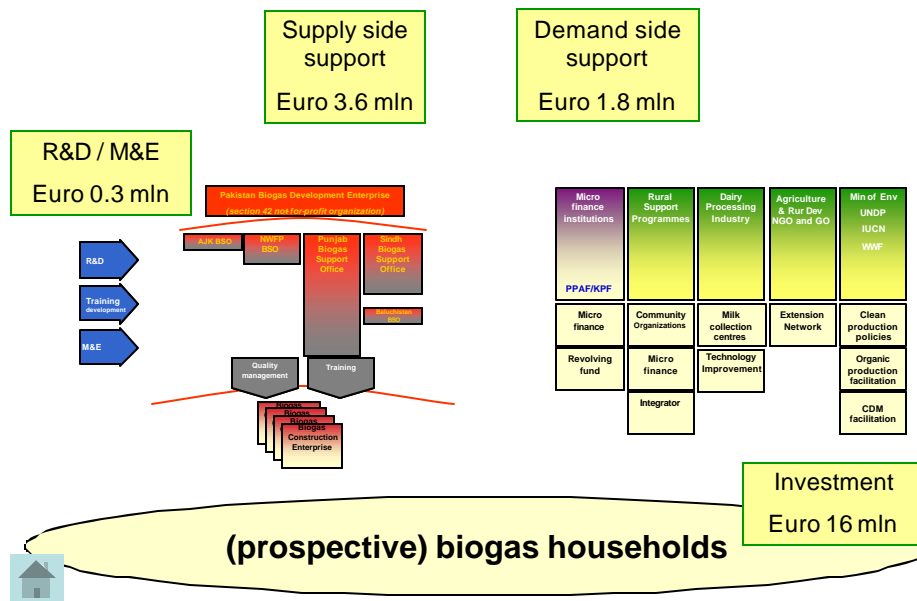 Supply side
support
Euro 3.6 mln
Demand side
support
Euro 1.8 mln
R&D / M&E
Euro 0.3 mln
Pakistan Biogas Development Enterprise
(section 42 not-for-profit organization)
AJK BSO
NWFP
BSO
Punjab
Biogas
Support
Office
Sindh
Biogas
Support
Office
Baluchistan
BSO
R&D
Training
development
M&E
Quality
management
Training
Biogas
Biogas
Biogas
Biogas
Construction
Enterprise
Micro
finance
institutions
PPAF/KPF
Rural
Support
Programmes
Dairy
Processing
Industry
Agriculture
& Rur Dev
NGO and GO
Min of Env
UNDP
IUCN
WWF
Micro
finance
Community
Organizations
Milk
collection
centres
Extension
Network
Clean
production
policies
Revolving
fund
Micro
finance
Technology
Improvement
Organic
production
facilitation
Integrator
CDM
facilitation
Investment
Euro 16 mln
(prospective) biogas households